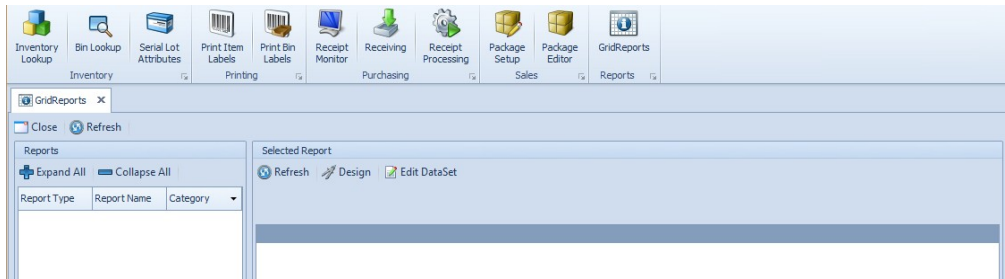 Inventory Lookup
Bin Lookup
Serial Lot Attributes
Print Item Labels
Print Bin Labels
Receipt Monitor
Receiving
Receipt Processing
Package Setup
Package Editor
GridReports
Inventory
Printing
Purchasing
Sales
Reports
GridReports X
Close Refresh
Reports
Expand All Collapse All
Report Type Report Name Category
Selected Report
Refresh Design Edit DataSet